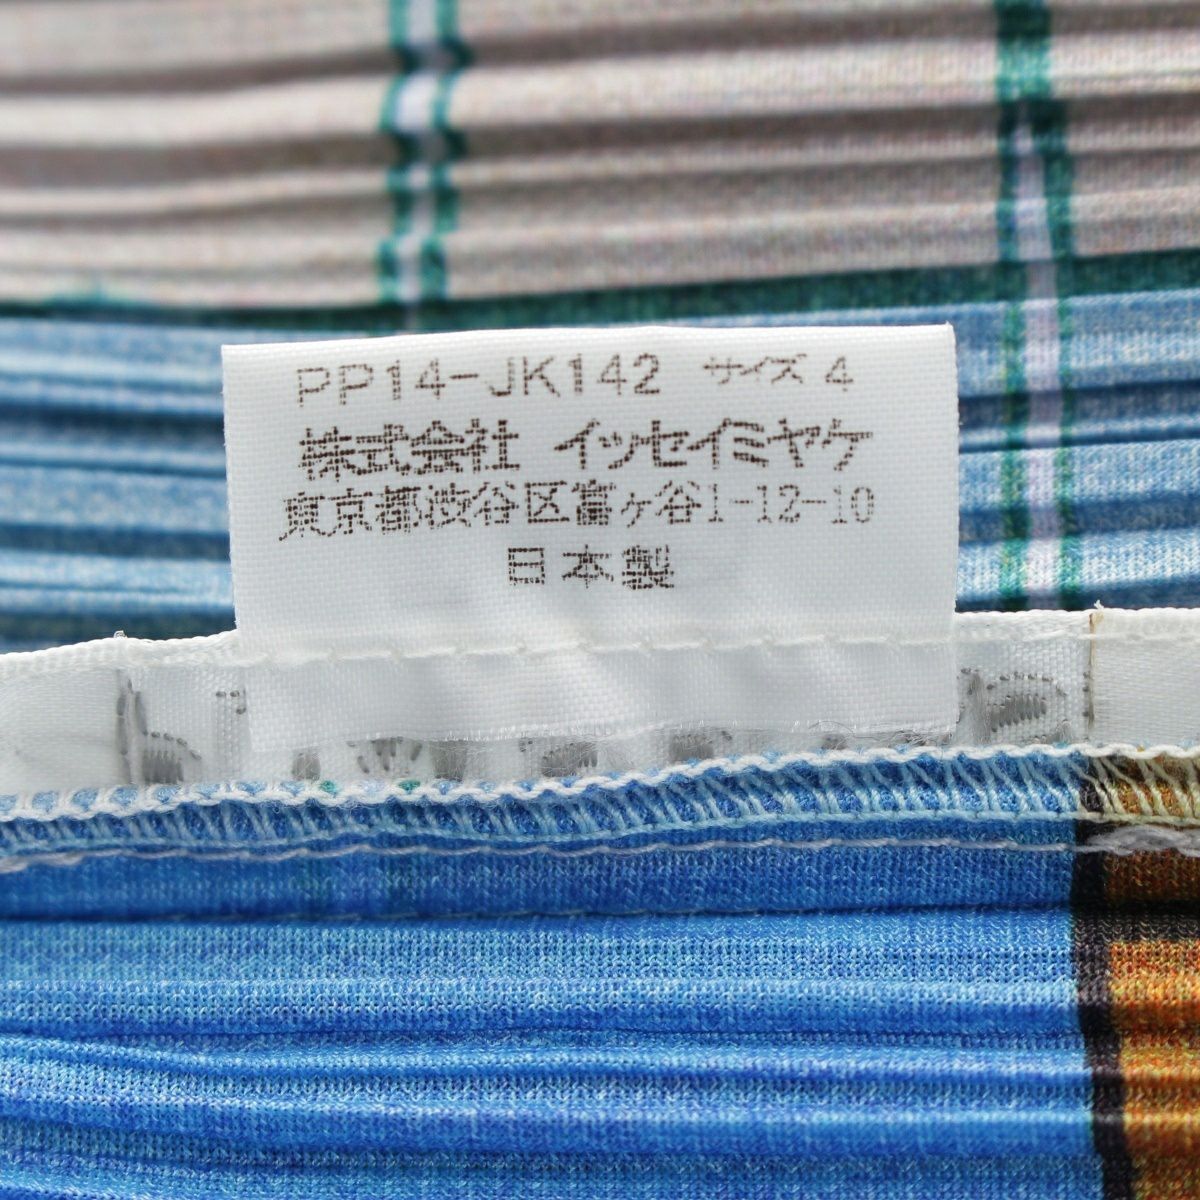 PP14-JK142 サイズ 4
株式会社 イッセイミヤケ
東京都渋谷区富ヶ谷1-12-10
日本製